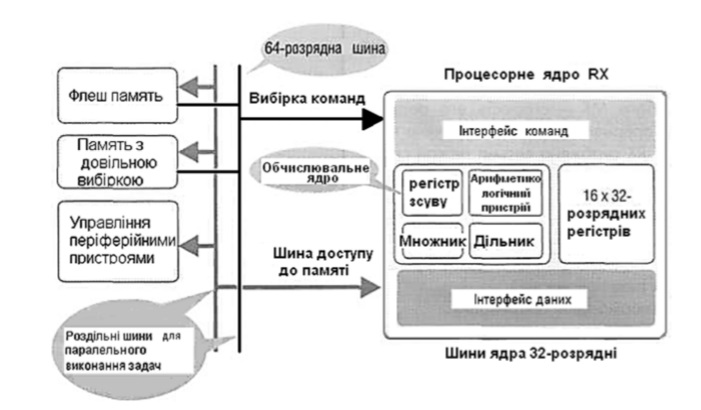 64-розрядна шина
Процесорне ядро RX
Флеш память
Вибірка команд
Інтерфейс команд
Память з
довільною
вибіркою
Обчислювальне
ядро
регістр
зсуву
Арифметико
логічний
пристрій
16 x 32-
розрядних
регістрів
Множник
Дільник
Управління
періферійними
пристроями
Шина доступу
до памяті
Інтерфейс даних
Роздільні шини для
паралельного
виконання задач
Шини ядра 32-розрядні